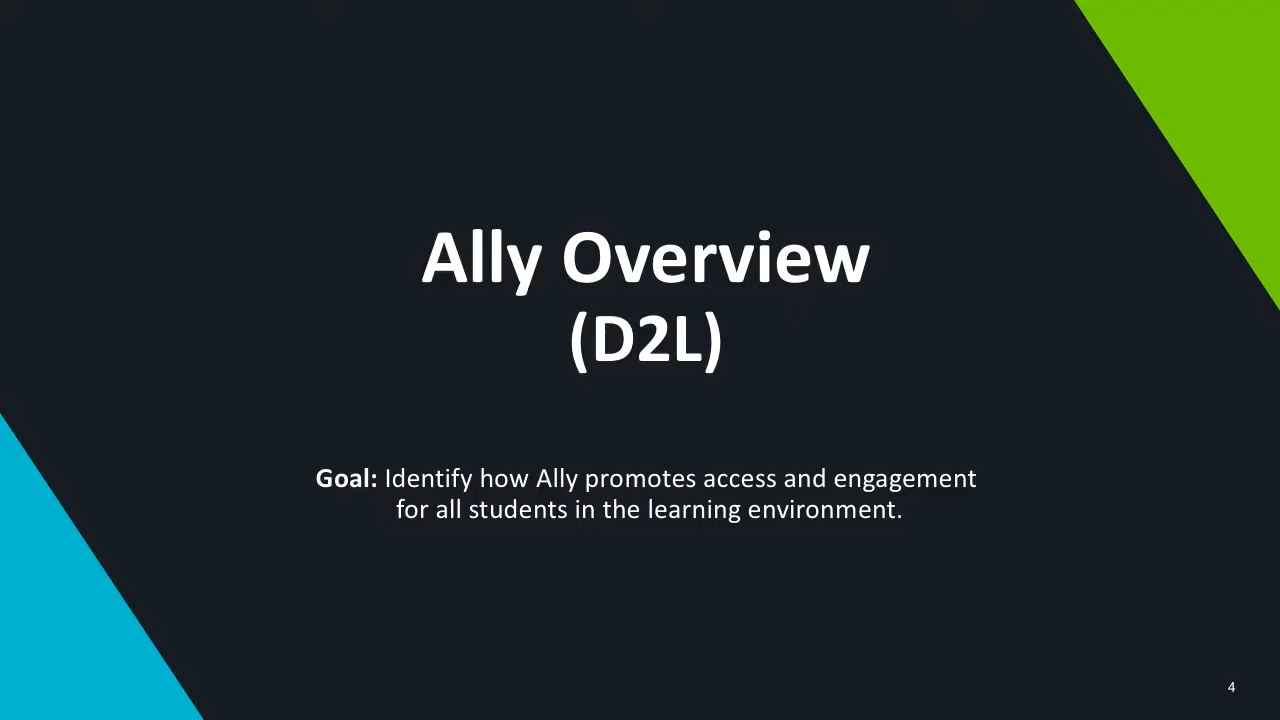 Ally Overview
(D2L)
Goal: Identify how Ally promotes access and engagement
for all students in the learning environment.
4